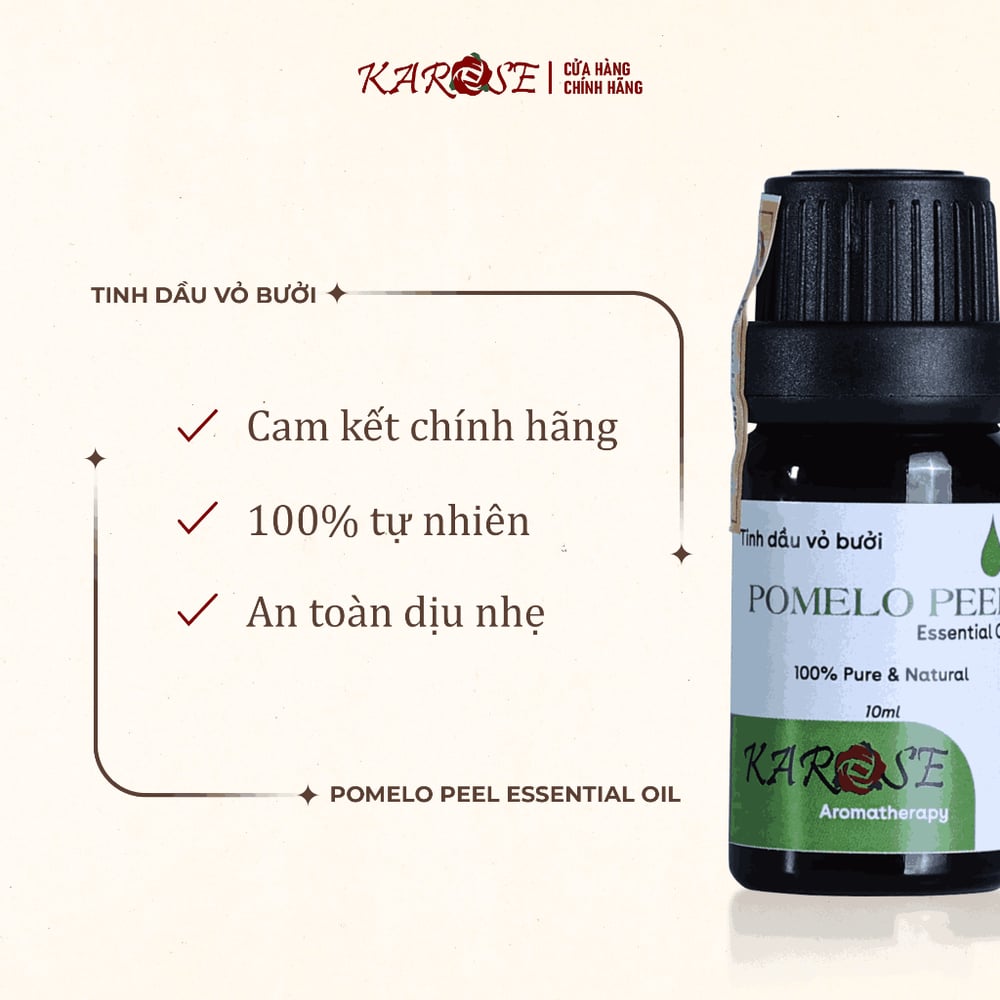 KAROSE
CỬA HÀNG
CHÍNH HÃNG
TINH DẦU VỎ BƯỞI
Cam kết chính hãng
100% tự nhiên
An toàn dịu nhẹ
POMELO PEEL ESSENTIAL OIL
Tinh dầu vỏ bưởi
POMELO PEEL
Essential
100% Pure & Natural
10ml
KAROSE
Aromatherapy